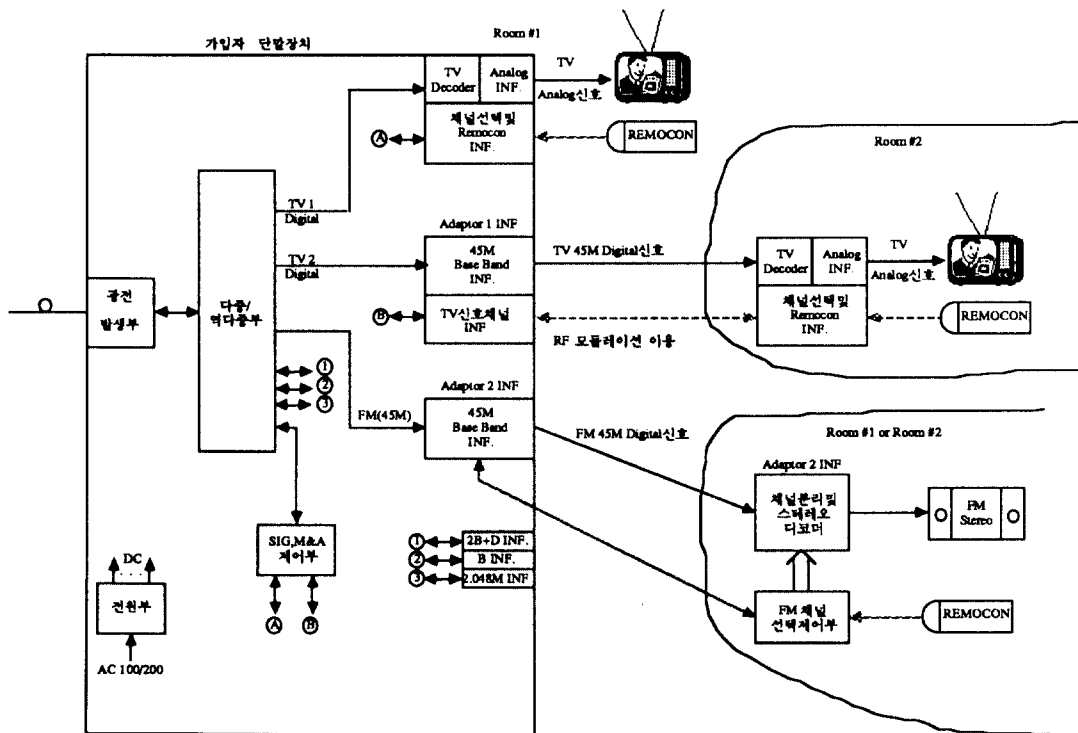 Room #1
가입자 단말장치
TV
Decoder
Analog
INF.
TV
Analog신호
채널선택및
Remocon
INF.
Ⓐ
REMOCON
Room #2
TV 1
Digital
Adaptor 1 INF
45M
Base Band
INF.
TV 2
Digital
TV 45M Digital신호
TV
Decoder
Analog
INF.
TV
Analog신호
광전
발생부
다중/
역다중부
Ⓑ
TV신호채널
INF
채널선택및
Remocon
INF.
REMOCON
RF 모듈레이션 이용
①
②
③
Adaptor 2 INF
FM(45M)
45M
Base Band
INF.
FM 45M Digital신호
Room #1 or Room #2
Adaptor 2 INF
채널분리및
스테레오
디코더
FM
Stereo
SIG,M&A
제어부
① 2B+D INF.
② B INF.
③ 2.048M INF
DC
전원부
AC 100/200
Ⓐ
Ⓑ
FM 채널
선택제어부
REMOCON